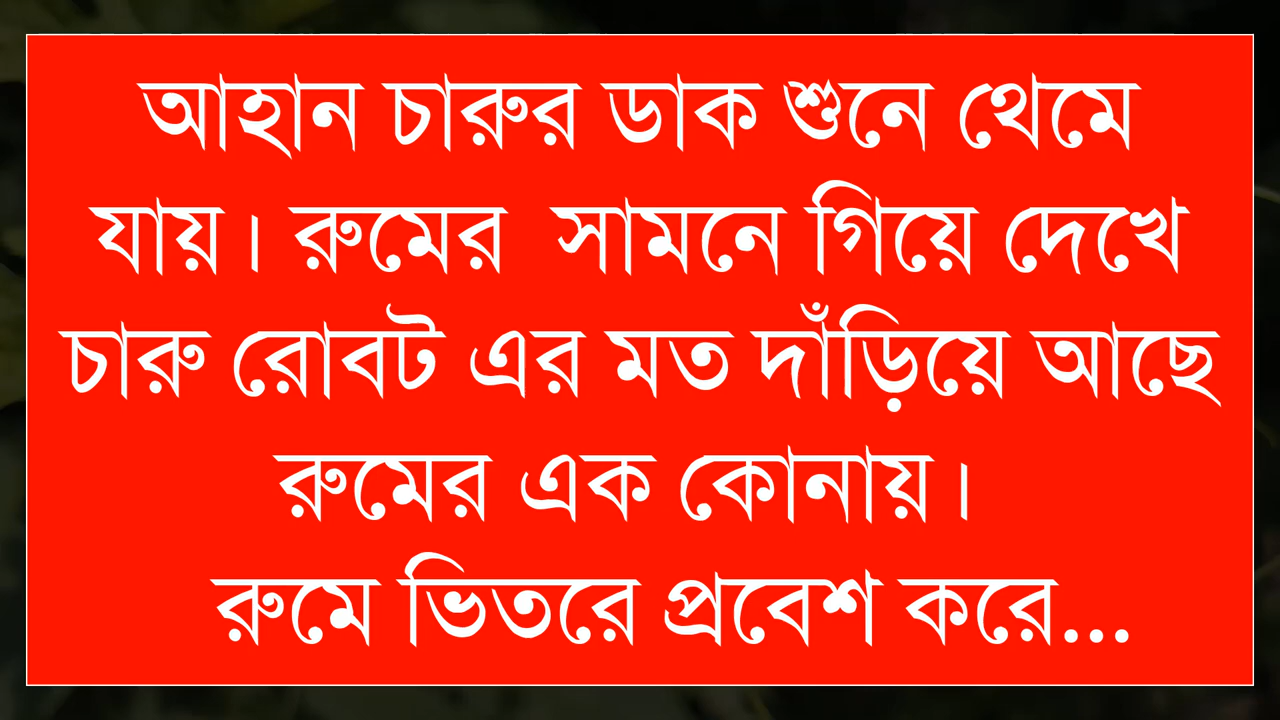 আহান চারুর ডাক শুনে থেমে
যায়। রুমের সামনে গিয়ে দেখে
চারু রোবট এর মত দাঁড়িয়ে আছে
রুমের এক কোনায়।
রুমে ভিতরে প্রবেশ করে...